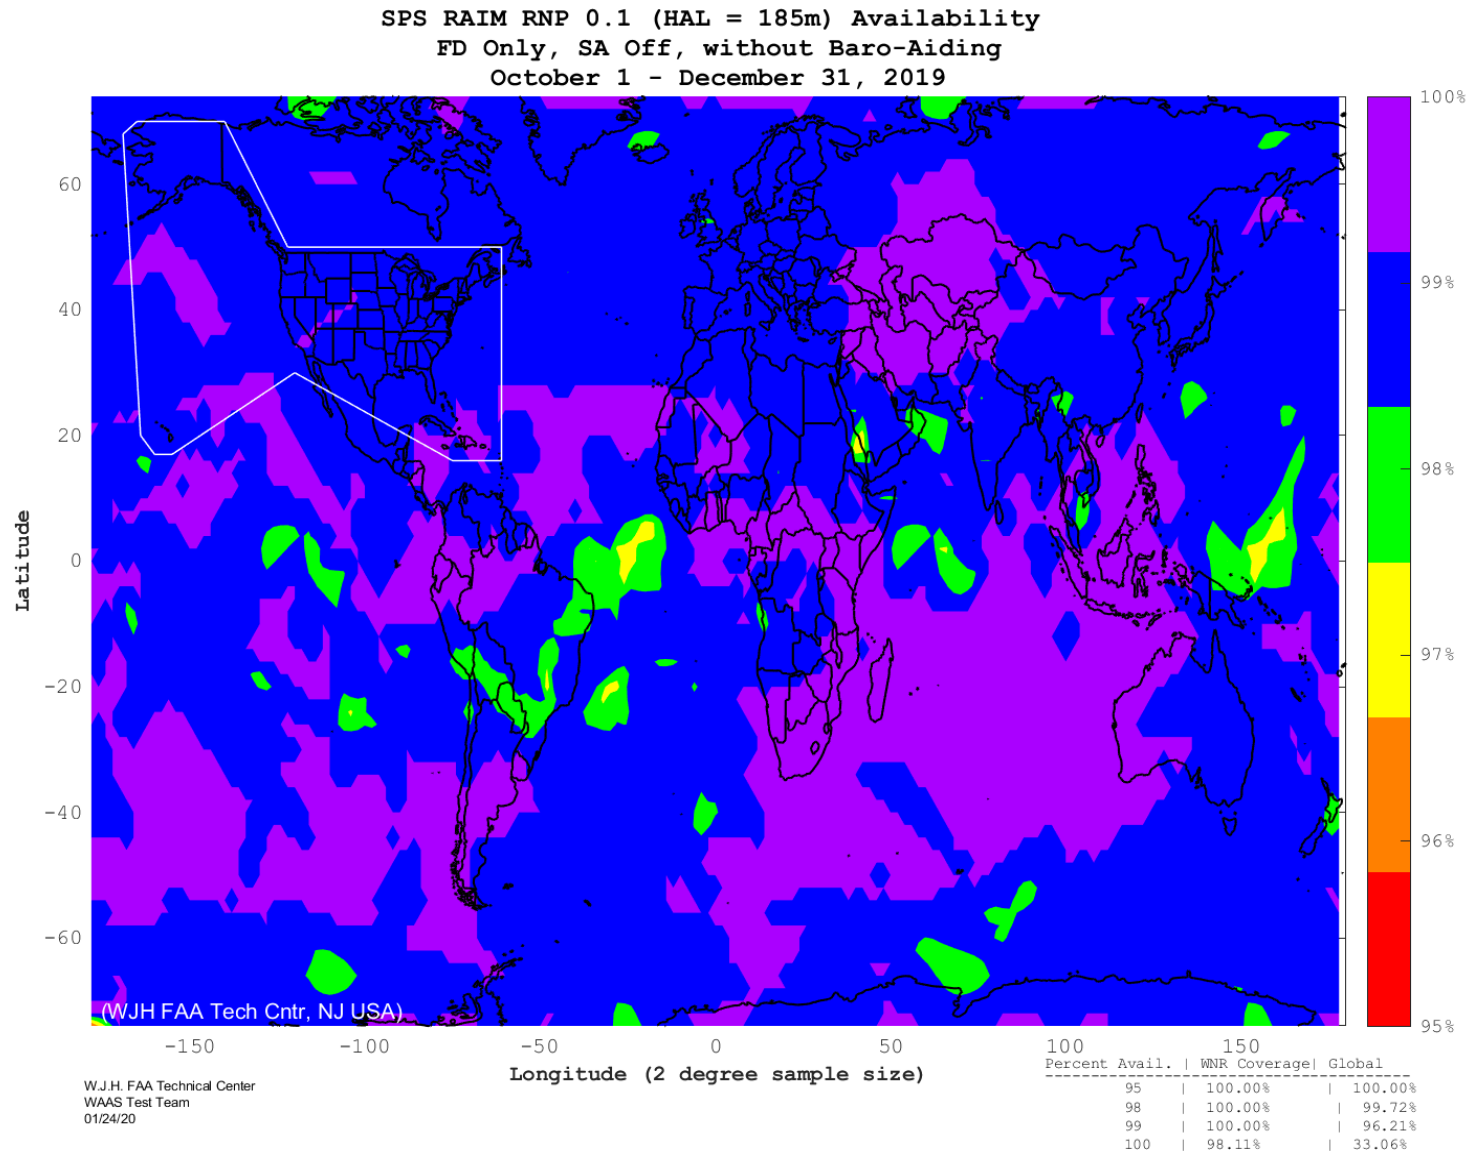 SPS RAIM RNP 0.1 (HAL = 185m) Availability
FD Only, SA Off, without Baro-Aiding
October 1 - December 31, 2019
100%
99%
98%
97%
96%
95%
60
40
20
0
-20
-40
-60
Latitude
(WJH FAA Tech Cntr, NJ USA)
-150 -100 -50 0 50 100 150
Longitude (2 degree sample size)
W.J.H. FAA Technical Center
WAAS Test Team
01/24/20
Percent Avail. | WNR Coverage| Global
95 | 100.00% | 100.00%
98 | 100.00% | 99.72%
99 | 100.00% | 96.21%
100 | 98.11% | 33.06%